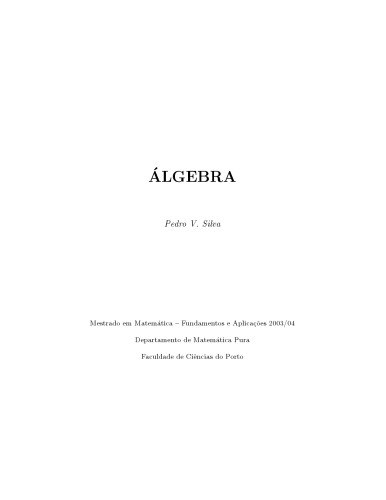 ÁLGEBRA
Pedro V. Silva
Mestrado em Matemática – Fundamentos e Aplicações 2003/04
Departamento de Matemática Pura
Faculdade de Ciências do Porto